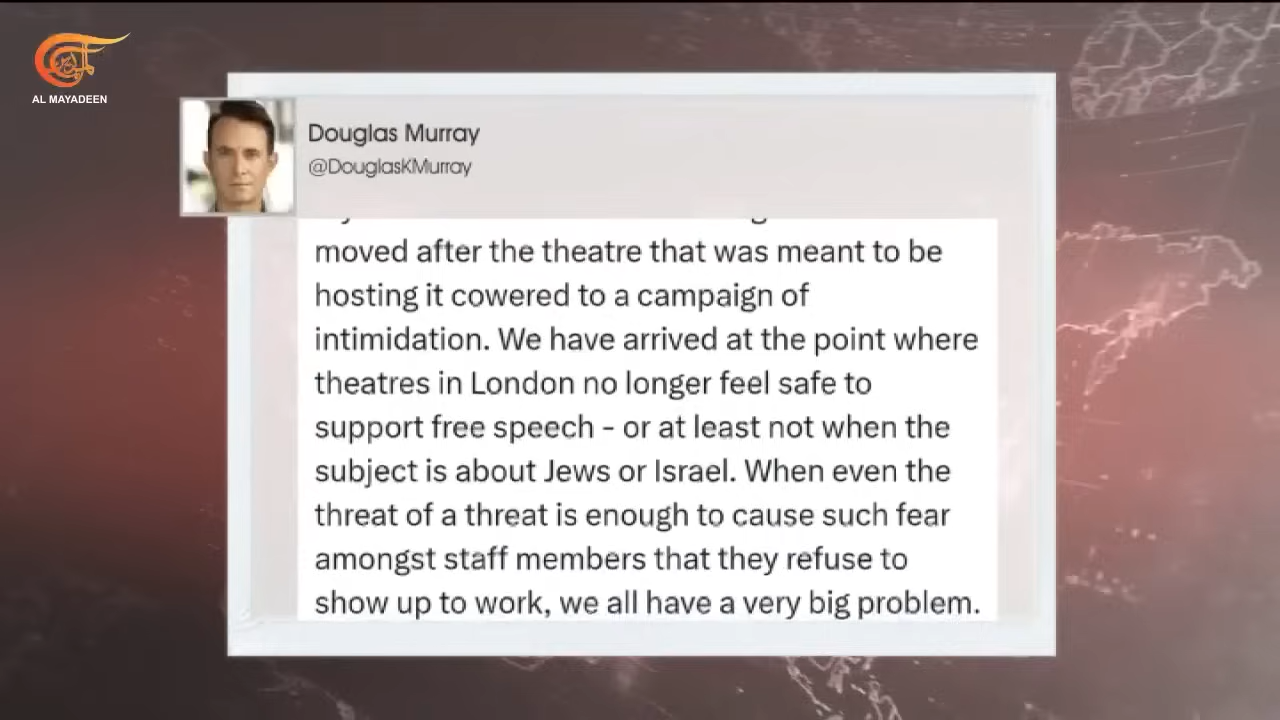 AL MAYADEEN
Douglas Murray
@DouglasKMurray
moved after the theatre that was meant to be
hosting it cowered to a campaign of
intimidation. We have arrived at the point where
theatres in London no longer feel safe to
support free speech - or at least not when the
subject is about Jews or Israel. When even the
threat of a threat is enough to cause such fear
amongst staff members that they refuse to
show up to work, we all have a very big problem.